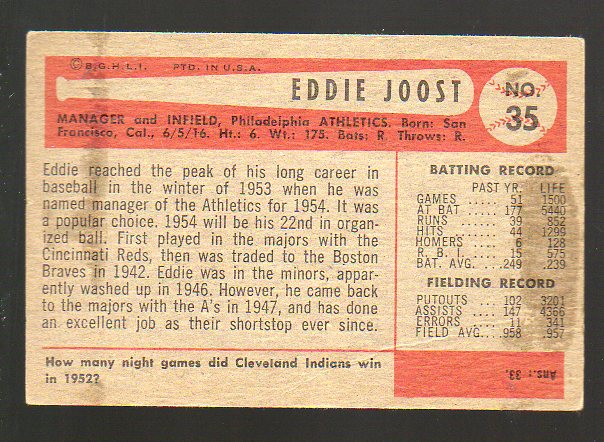 © B.G.H.L.I. PTD. IN U.S.A.
EDDIE JOOST
NO. 35
MANAGER and INFIELD, Philadelphia ATHLETICS. Born: San
Francisco, Cal., 6/5/16. Ht.: 6. Wt.: 175. Bats: R. Throws: R.
Eddie reached the peak of his long career in
baseball in the winter of 1953 when he was
named manager of the Athletics for 1954. It was
a popular choice. 1954 will be his 22nd in organ-
ized ball. First played in the majors with the
Cincinnati Reds, then was traded to the Boston
Braves in 1942. Eddie was in the minors, appar-
ently washed up in 1946. However, he came back
to the majors with the A's in 1947, and has done
an excellent job as their shortstop ever since.
BATTING RECORD
PAST YR. LIFE
GAMES . . . . 51 1500
AT BAT . . . 177 5440
RUNS . . . . 39 852
HITS . . . . 44 1299
HOMERS . . . 6 128
R. B. I. . . . 15 575
BAT. AVG. . . .249 .239
FIELDING RECORD
PUTOUTS . . 102 3201
ASSISTS . . . 147 4366
ERRORS . . . 11 341
FIELD AVG. . . .958 .957
How many night games did Cleveland Indians win
in 1952?
Ans.: 33.